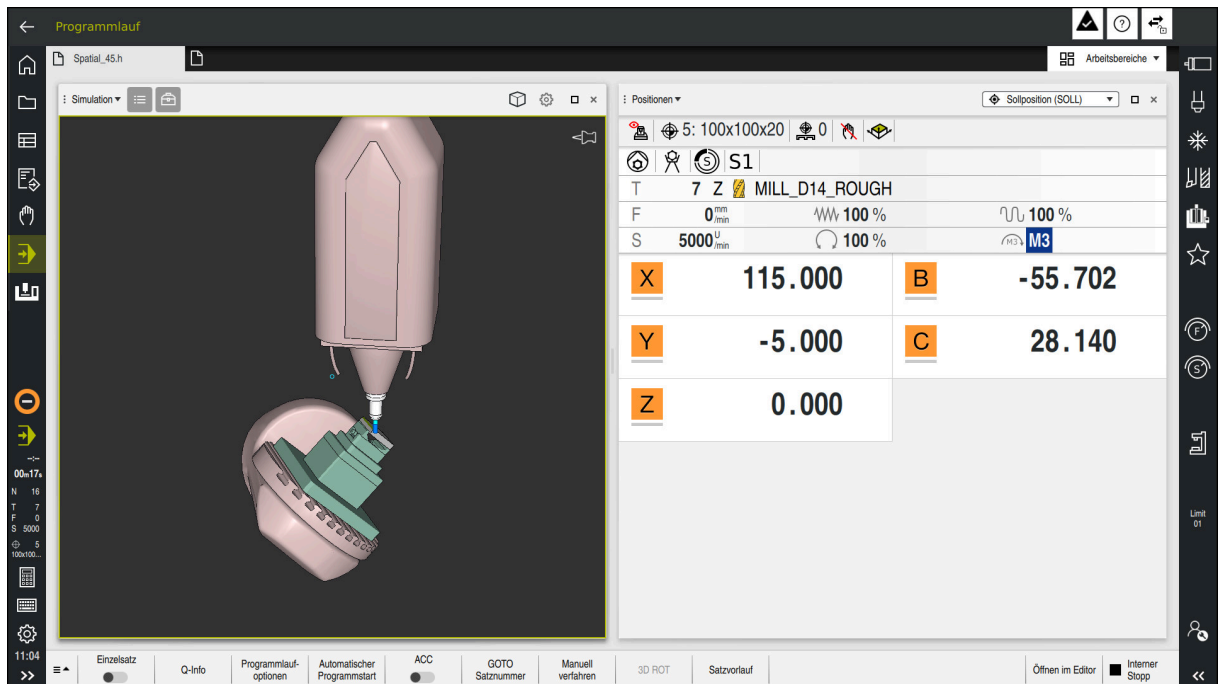 Programmlauf
Spatial_45.h
Arbeitsbereiche
Simulation
Positionen
Sollposition (SOLL)
5: 100x100x20 0
S S1
T 7 Z MILL_D14_ROUGH
F 0 mm/min 100 % 100 %
S 5000 U/min 100 % M3 M3
X 115.000 B -55.702
Y -5.000 C 28.140
Z 0.000
F
S
--:--
00m17s
N 16
T 7
F 0
S 5000
5
100x100...
Limit
01
11:04
Einzelsatz
Q-Info
Programmlauf-
optionen
Automatischer
Programmstart
ACC
GOTO
Satznummer
Manuell
verfahren
3D ROT
Satzvorlauf
Öffnen im Editor
Interner
Stopp